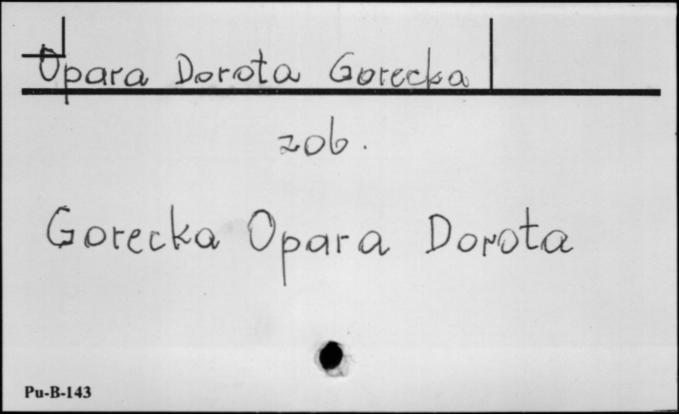 Opara Dorota Gorecka
zob.
Gorecka Opara Dorota
Pu-B-143